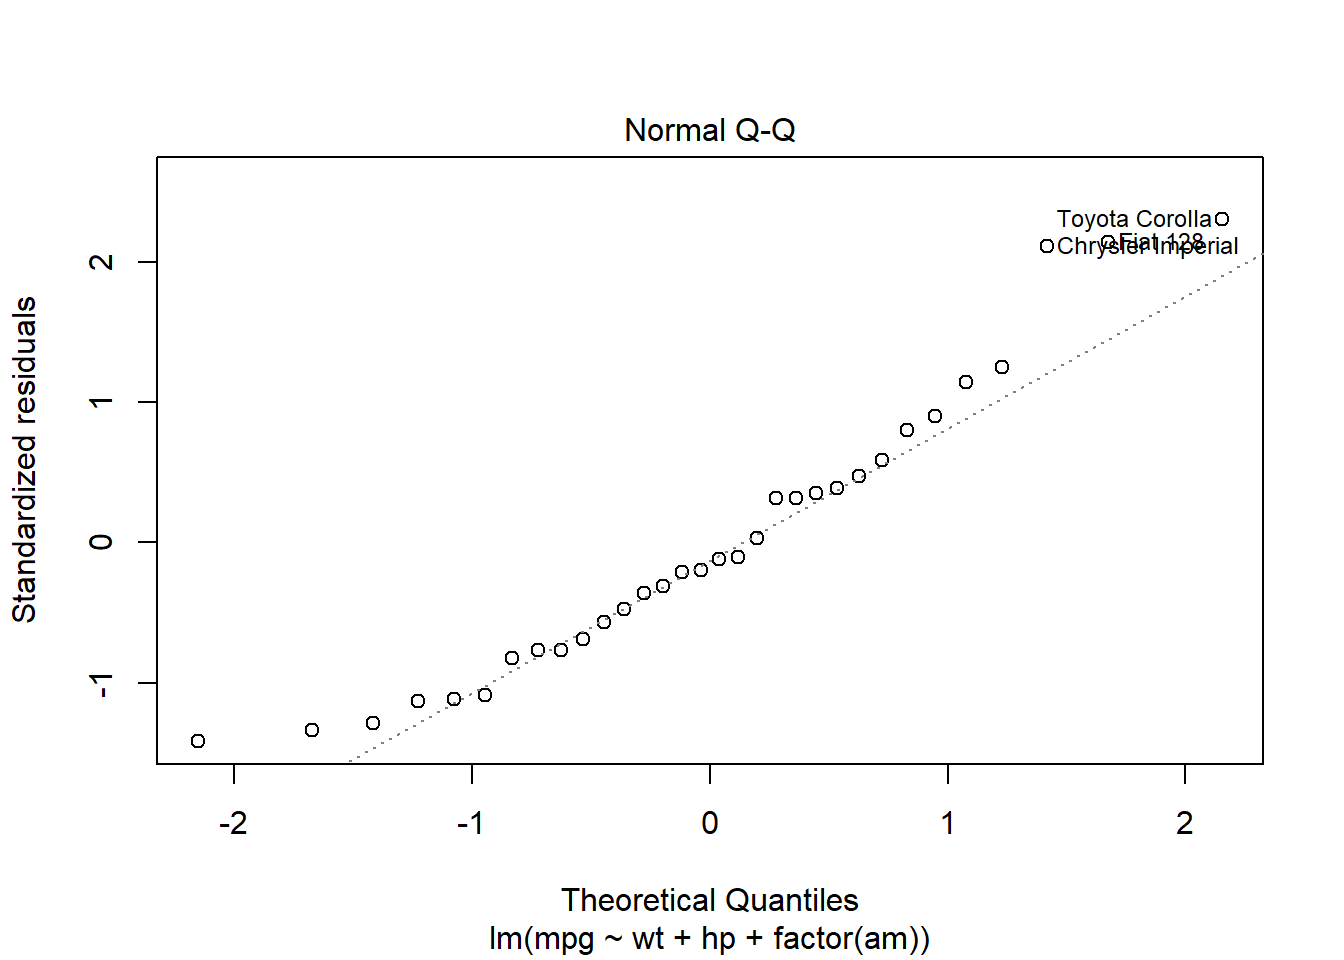 Normal Q-Q
Standardized residuals
2
1
0
-1
Toyota Corolla
Fiat 128
Chrysler Imperial
-2
-1
0
1
2
Theoretical Quantiles
lm(mpg ~ wt + hp + factor(am))